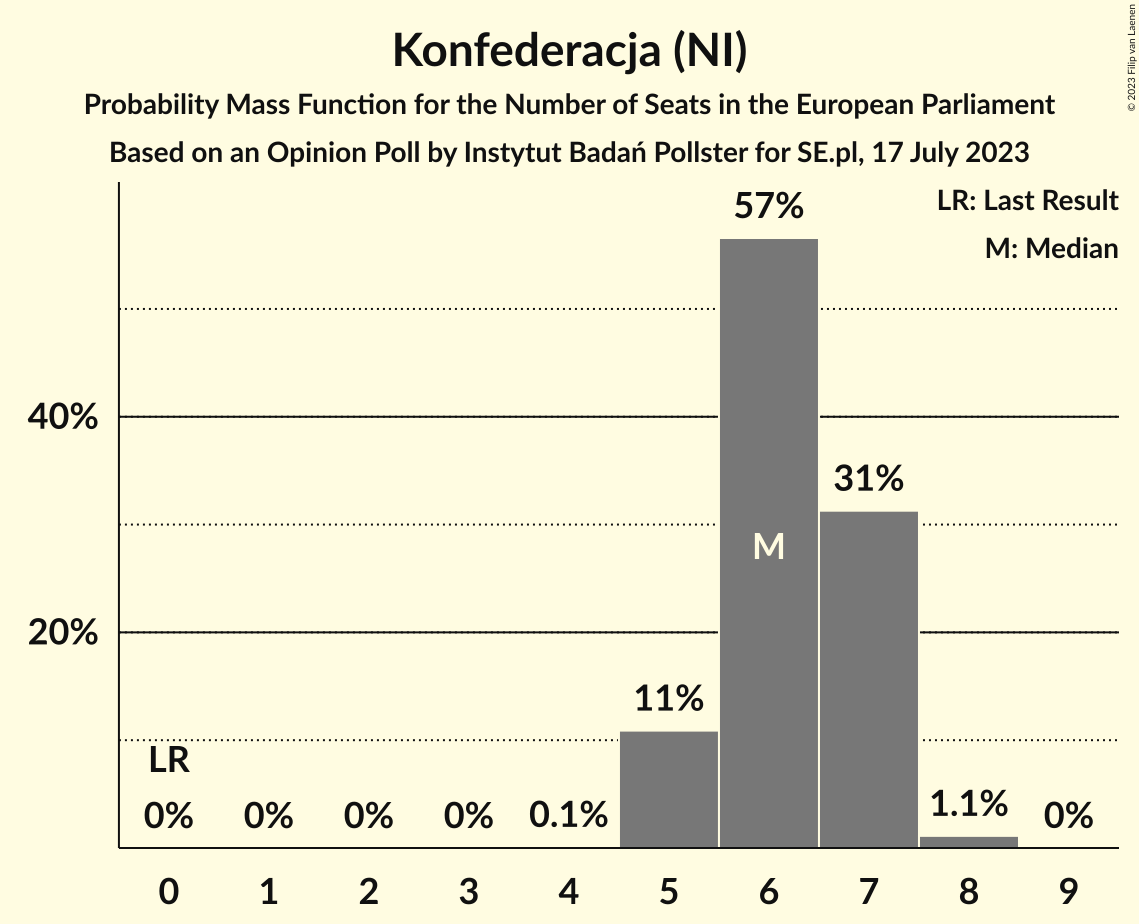 Konfederacja (NI)
Probability Mass Function for the Number of Seats in the European Parliament
Based on an Opinion Poll by Instytut Badań Pollster for SE.pl, 17 July 2023
© 2023 Filip van Laenen
LR: Last Result
M: Median
57%
40%
31%
M
20%
11%
LR
0% 0% 0% 0% 0.1% 1.1% 0%
0 1 2 3 4 5 6 7 8 9